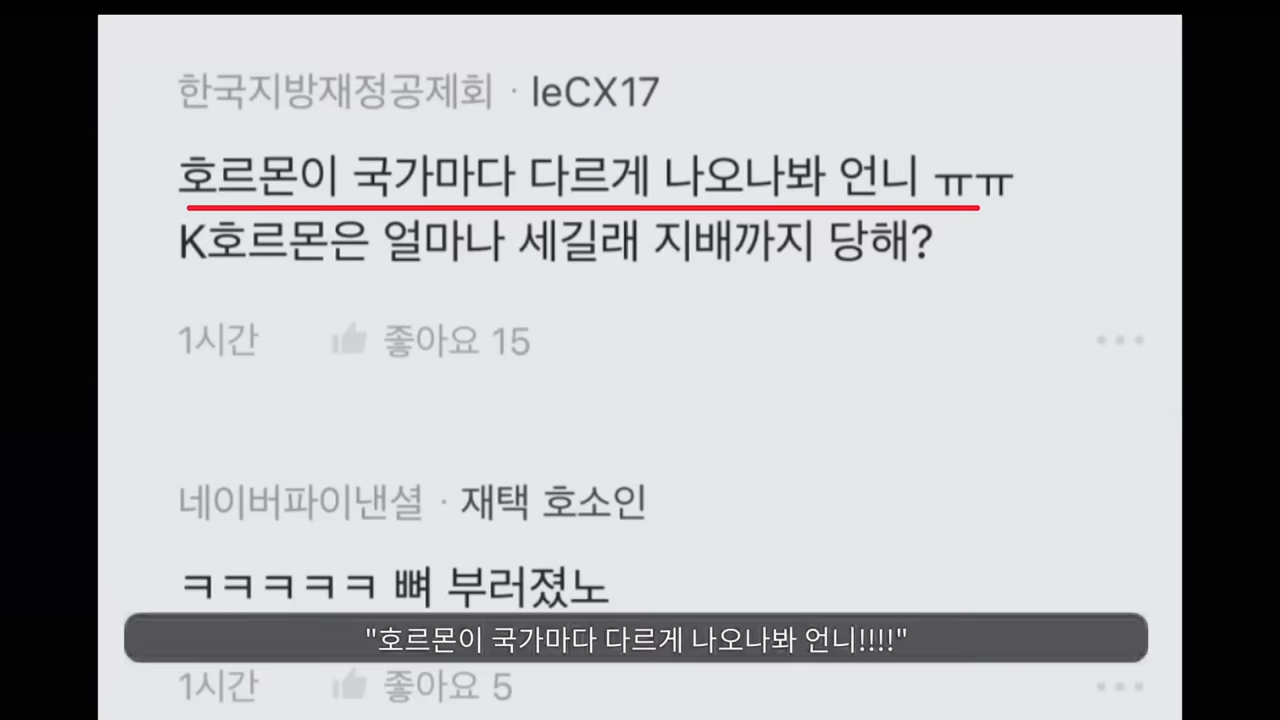 한국지방재정공제회 · IeCX17
호르몬이 국가마다 다르게 나오나봐 언니 ㅠㅠ
K호르몬은 얼마나 세길래 지배까지 당해?
1시간 좋아요 15
네이버파이낸셜 · 재택 호소인
ㅋㅋㅋㅋㅋ 뼈 부러졌노
"호르몬이 국가마다 다르게 나오나봐 언니!!!!"
1시간 좋아요 5